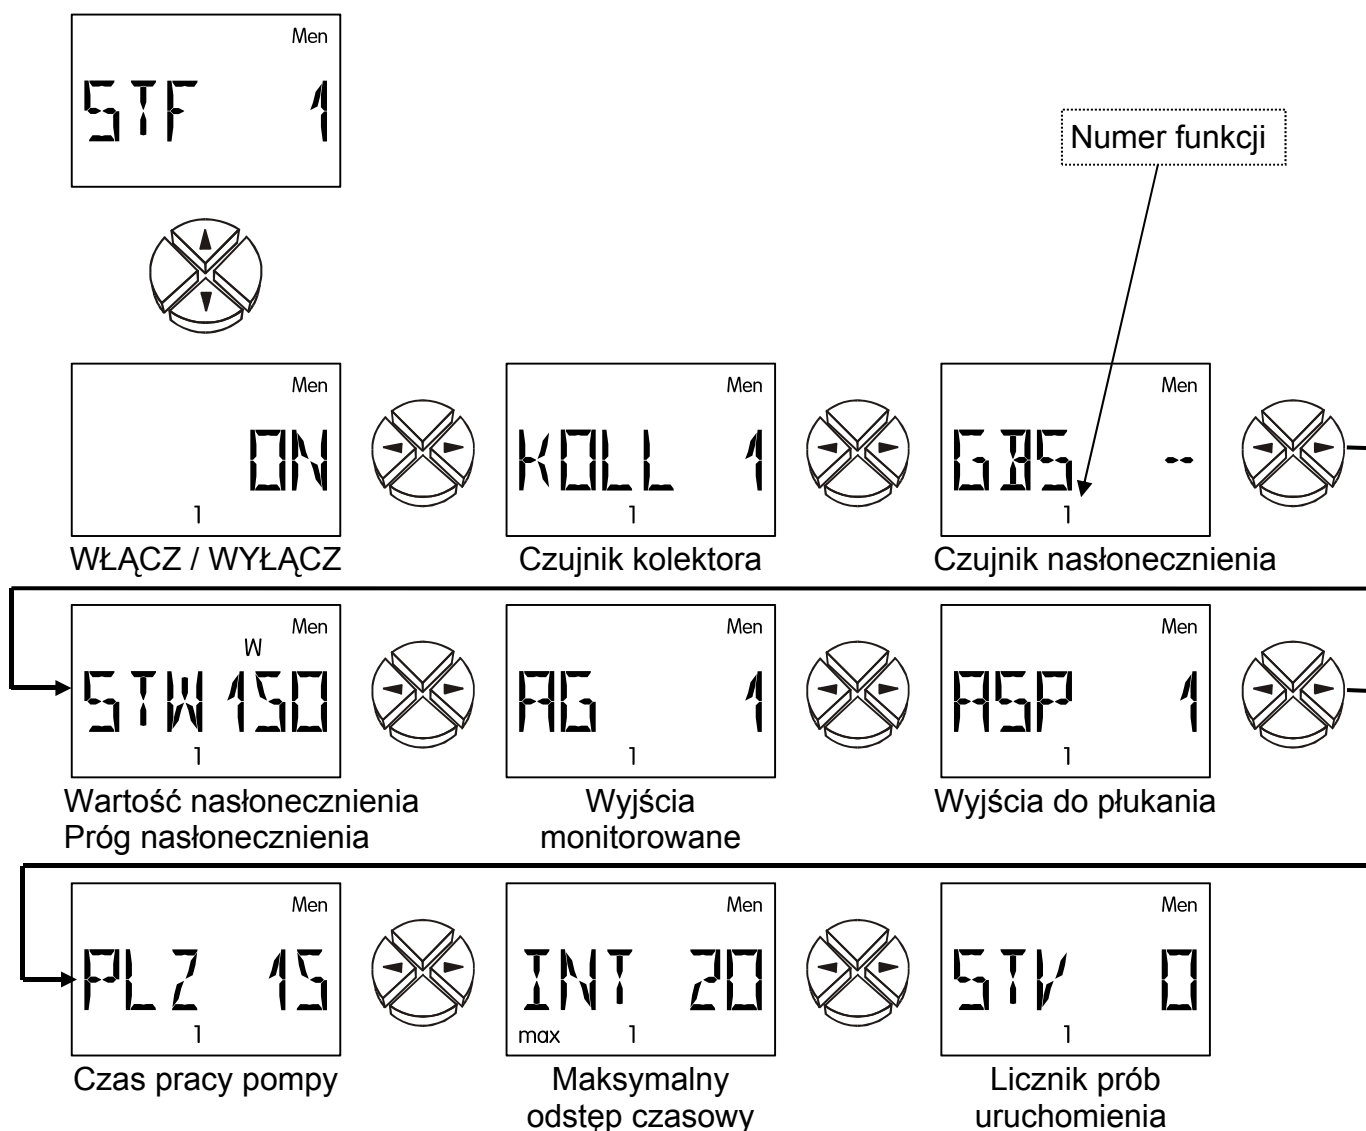 Men
STF 1
Numer funkcji
Men
ON
1
WŁĄCZ / WYŁĄCZ
Men
KOLL 1
1
Czujnik kolektora
Men
GBS --
1
Czujnik nasłonecznienia
Men
W
STW 150
1
Wartość nasłonecznienia
Próg nasłonecznienia
Men
AG 1
1
Wyjścia
monitorowane
Men
ASP 1
1
Wyjścia do płukania
Men
PLZ 15
1
Czas pracy pompy
Men
INT 20
max 1
Maksymalny
odstęp czasowy
Men
STV 0
1
Licznik prób
uruchomienia